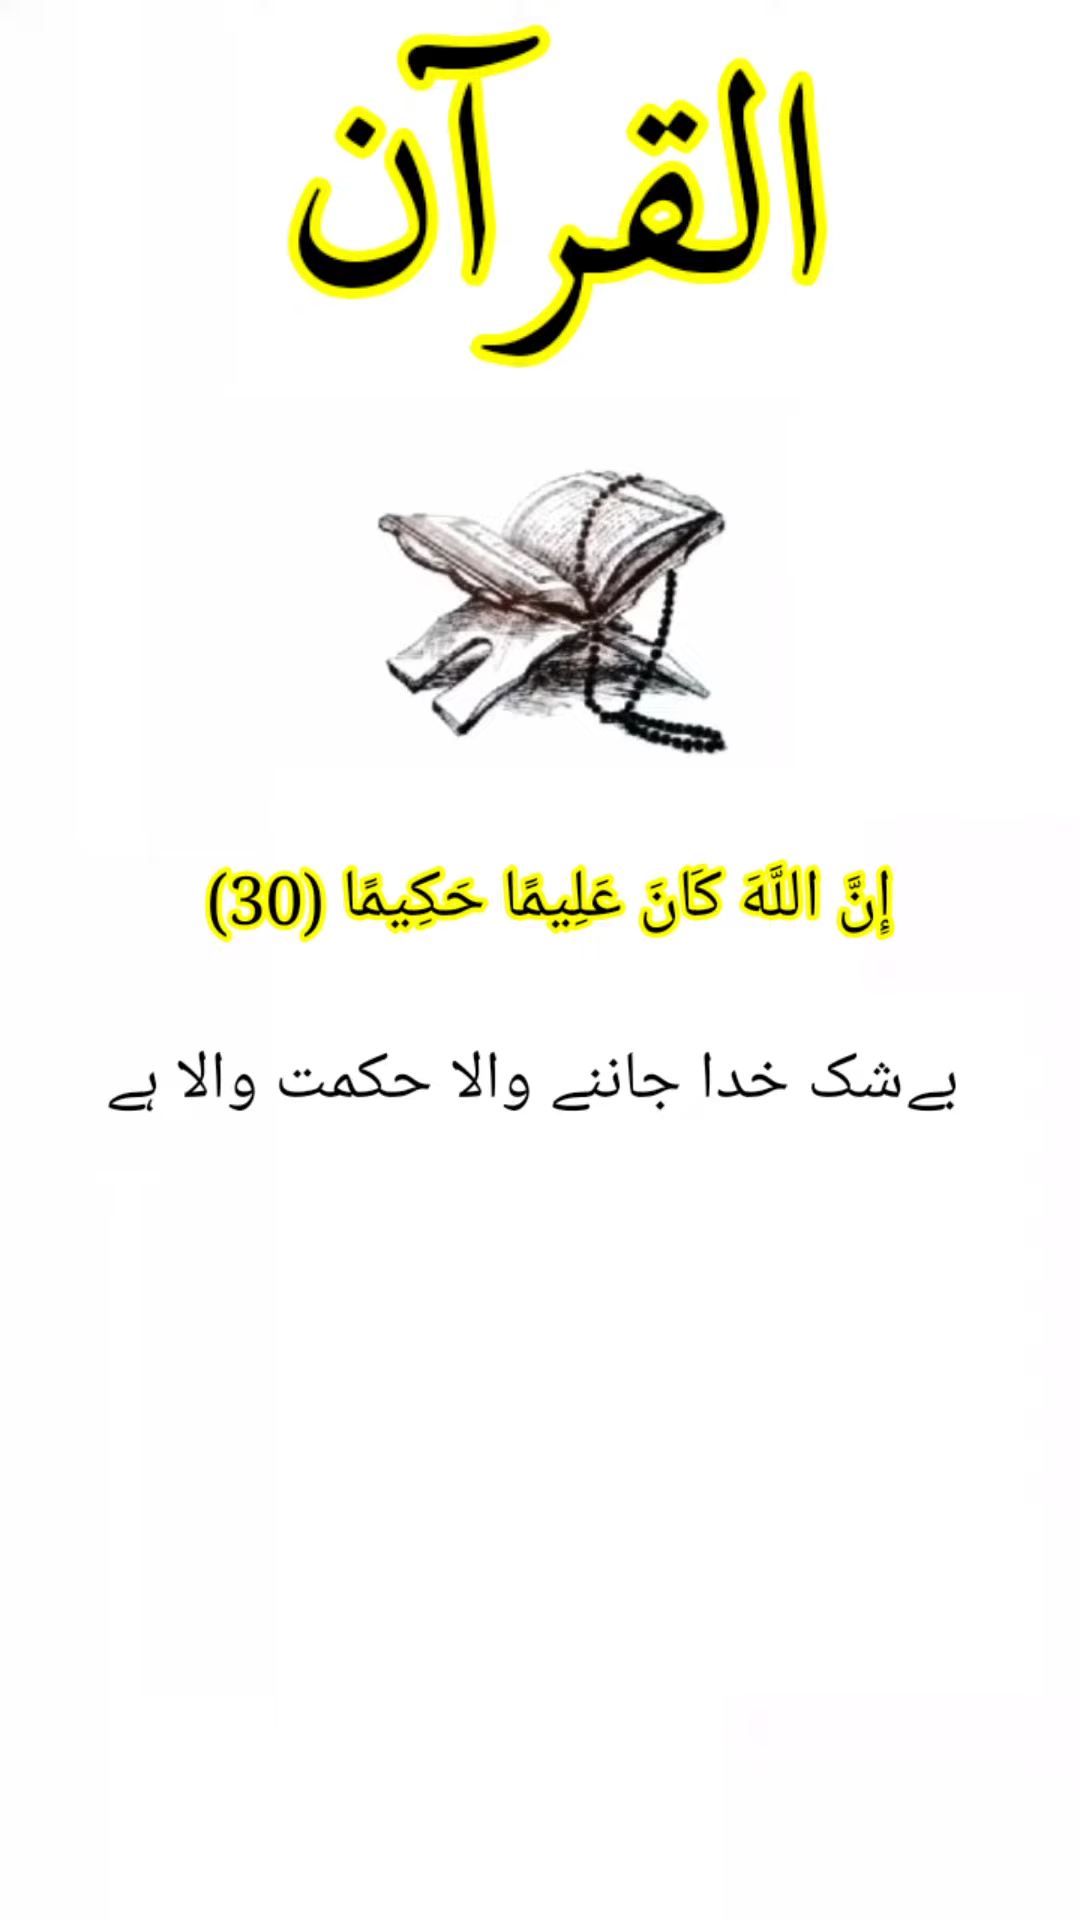 القرآن
إِنَّ اللَّهَ كَانَ عَلِيمًا حَكِيمًا (30)
بےشک خدا جاننے والا حکمت والا ہے